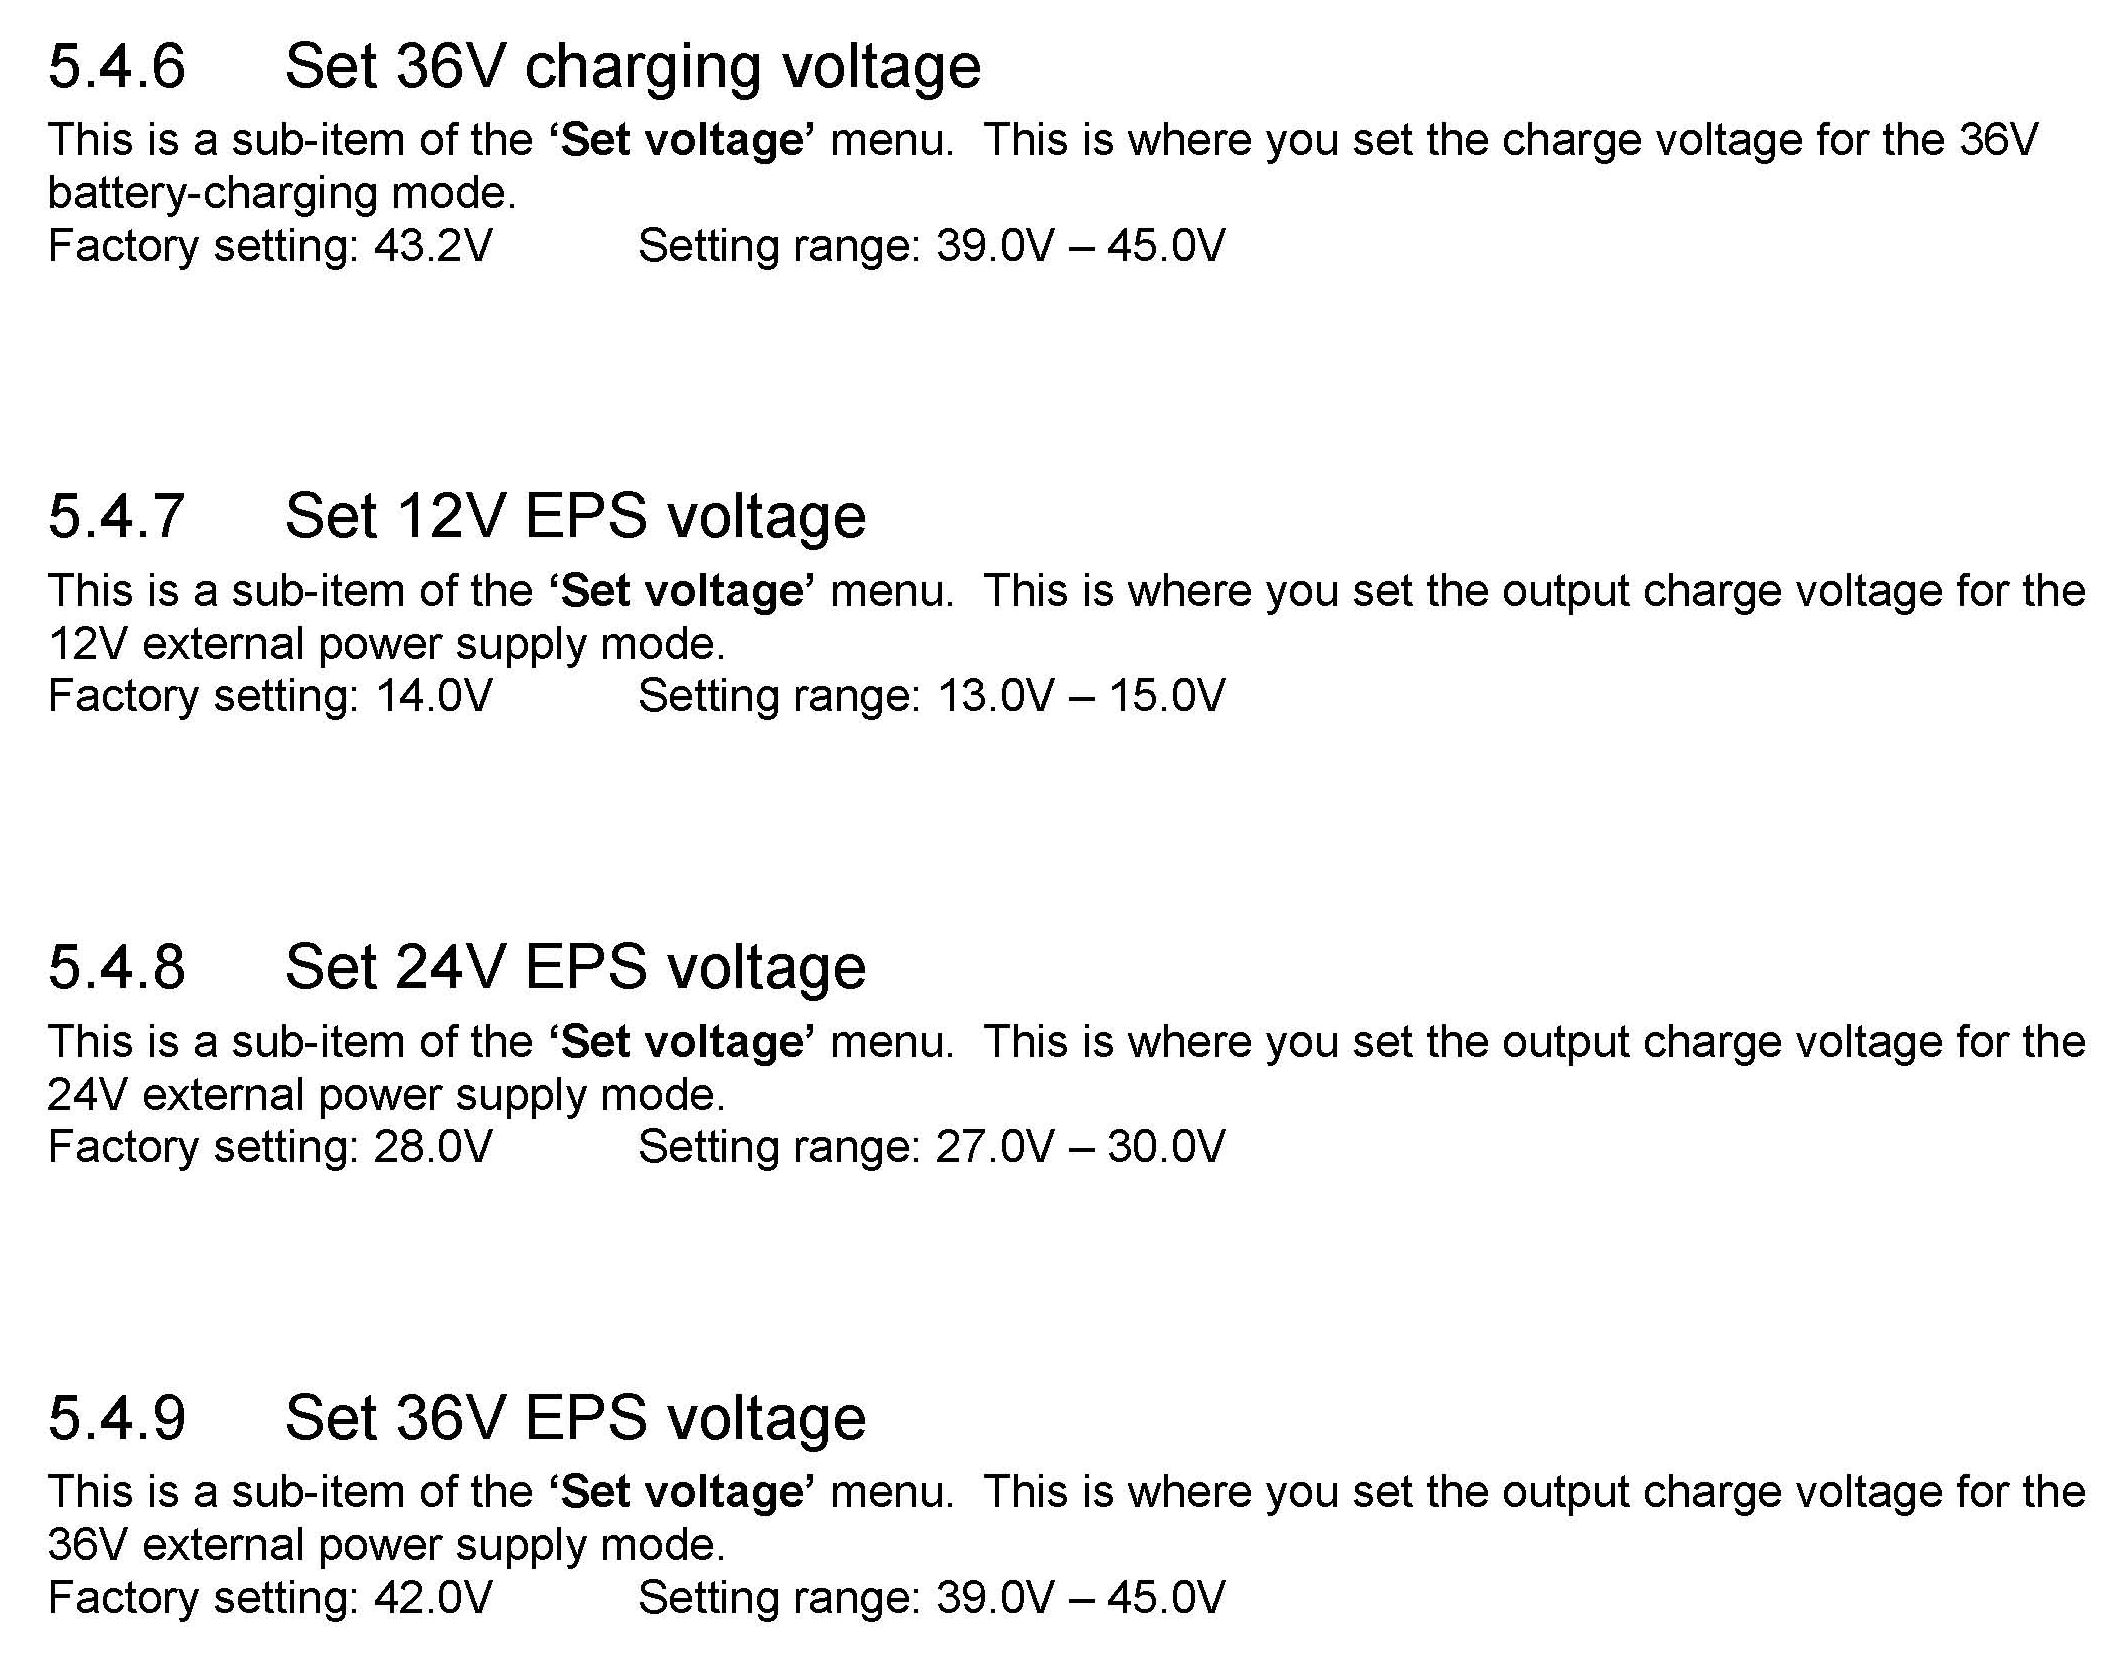 5.4.6 Set 36V charging voltage
This is a sub-item of the ‘Set voltage’ menu.  This is where you set the charge voltage for the 36V
battery-charging mode.
Factory setting: 43.2V Setting range: 39.0V – 45.0V
5.4.7 Set 12V EPS voltage
This is a sub-item of the ‘Set voltage’ menu.  This is where you set the output charge voltage for the
12V external power supply mode.
Factory setting: 14.0V Setting range: 13.0V – 15.0V
5.4.8 Set 24V EPS voltage
This is a sub-item of the ‘Set voltage’ menu.  This is where you set the output charge voltage for the
24V external power supply mode.
Factory setting: 28.0V Setting range: 27.0V – 30.0V
5.4.9 Set 36V EPS voltage
This is a sub-item of the ‘Set voltage’ menu.  This is where you set the output charge voltage for the
36V external power supply mode.
Factory setting: 42.0V Setting range: 39.0V – 45.0V